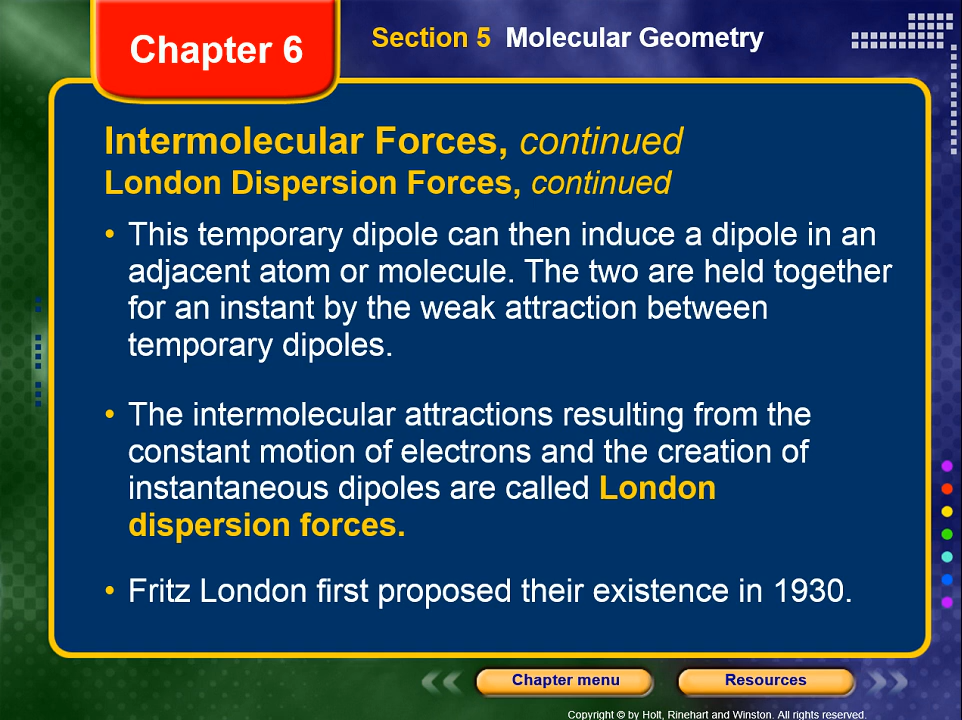 Chapter 6
Section 5 Molecular Geometry
Intermolecular Forces, continued
London Dispersion Forces, continued
• This temporary dipole can then induce a dipole in an
adjacent atom or molecule. The two are held together
for an instant by the weak attraction between
temporary dipoles.
• The intermolecular attractions resulting from the
constant motion of electrons and the creation of
instantaneous dipoles are called London
dispersion forces.
• Fritz London first proposed their existence in 1930.
Chapter menu
Resources
Copyright © by Holt, Rinehart and Winston. All rights reserved.